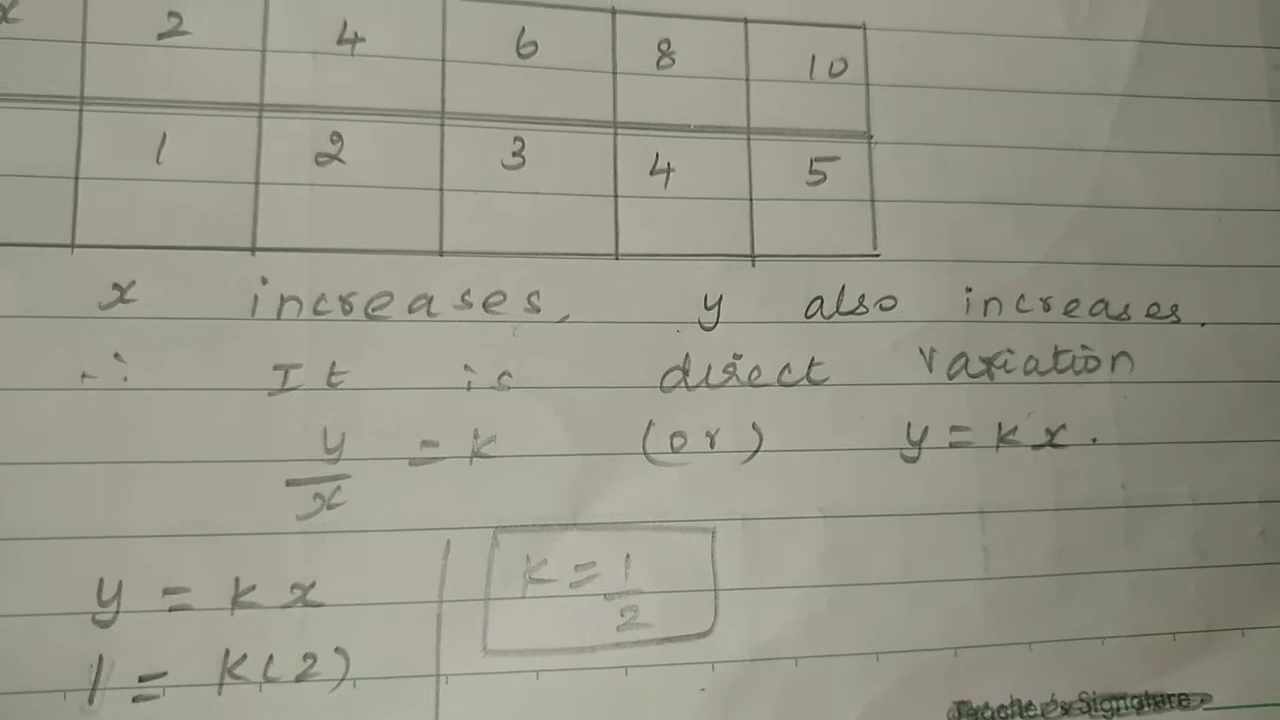 x 2 4 6 8 10
1 2 3 4 5
x increases, y also increases.
∴ It is direct variation
y/x = k (or) y = kx.
y = kx
k = 1/2
1 = k(2)
Teacher's Signature